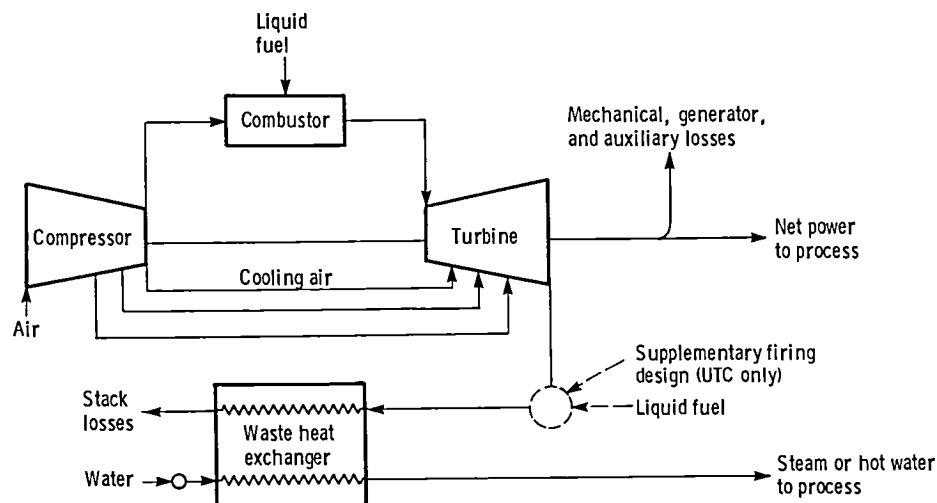 Liquid
fuel
Combustor
Mechanical, generator,
and auxiliary losses
Compressor
Turbine
Net power
to process
Cooling air
Air
Supplementary firing
design (UTC only)
Liquid fuel
Stack
losses
Waste heat
exchanger
Water
Steam or hot water
to process